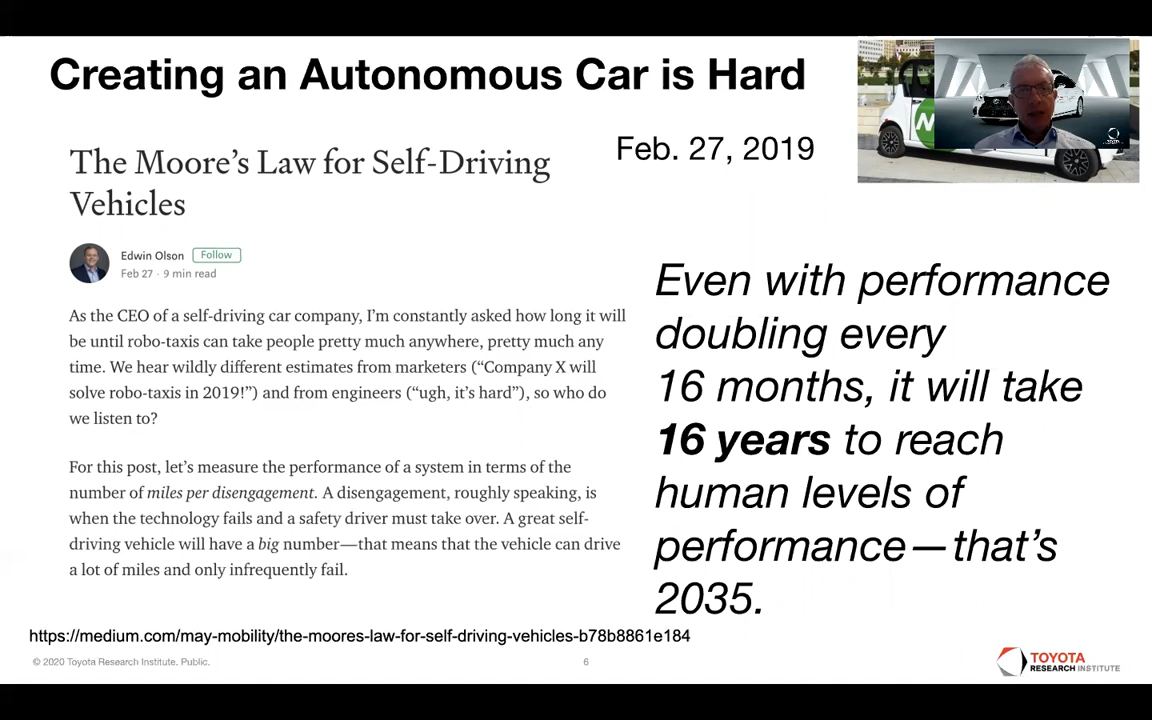 Creating an Autonomous Car is Hard
Feb. 27, 2019
The Moore's Law for Self-Driving
Vehicles
Edwin Olson Follow
Feb 27 · 9 min read
As the CEO of a self-driving car company, I'm constantly asked how long it will
be until robo-taxis can take people pretty much anywhere, pretty much any
time. We hear wildly different estimates from marketers (“Company X will
solve robo-taxis in 2019!”) and from engineers (“ugh, it's hard”), so who do
we listen to?
For this post, let's measure the performance of a system in terms of the
number of miles per disengagement. A disengagement, roughly speaking, is
when the technology fails and a safety driver must take over. A great self-
driving vehicle will have a big number—that means that the vehicle can drive
a lot of miles and only infrequently fail.
Even with performance
doubling every
16 months, it will take
16 years to reach
human levels of
performance—that's
2035.
https://medium.com/may-mobility/the-moores-law-for-self-driving-vehicles-b78b8861e184
© 2020 Toyota Research Institute. Public.
6
TOYOTA
RESEARCH INSTITUTE